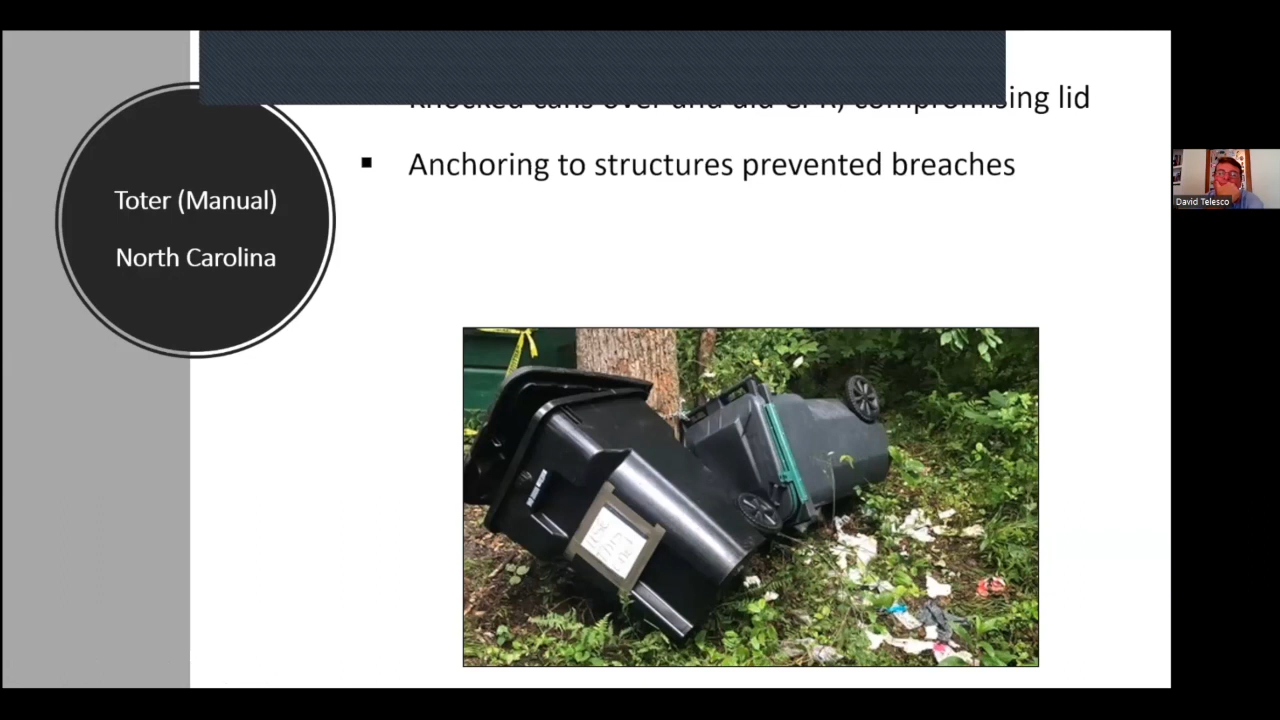 Knocked cans over and did CPR, compromising lid
Anchoring to structures prevented breaches
Toter (Manual)
North Carolina
David Telesco